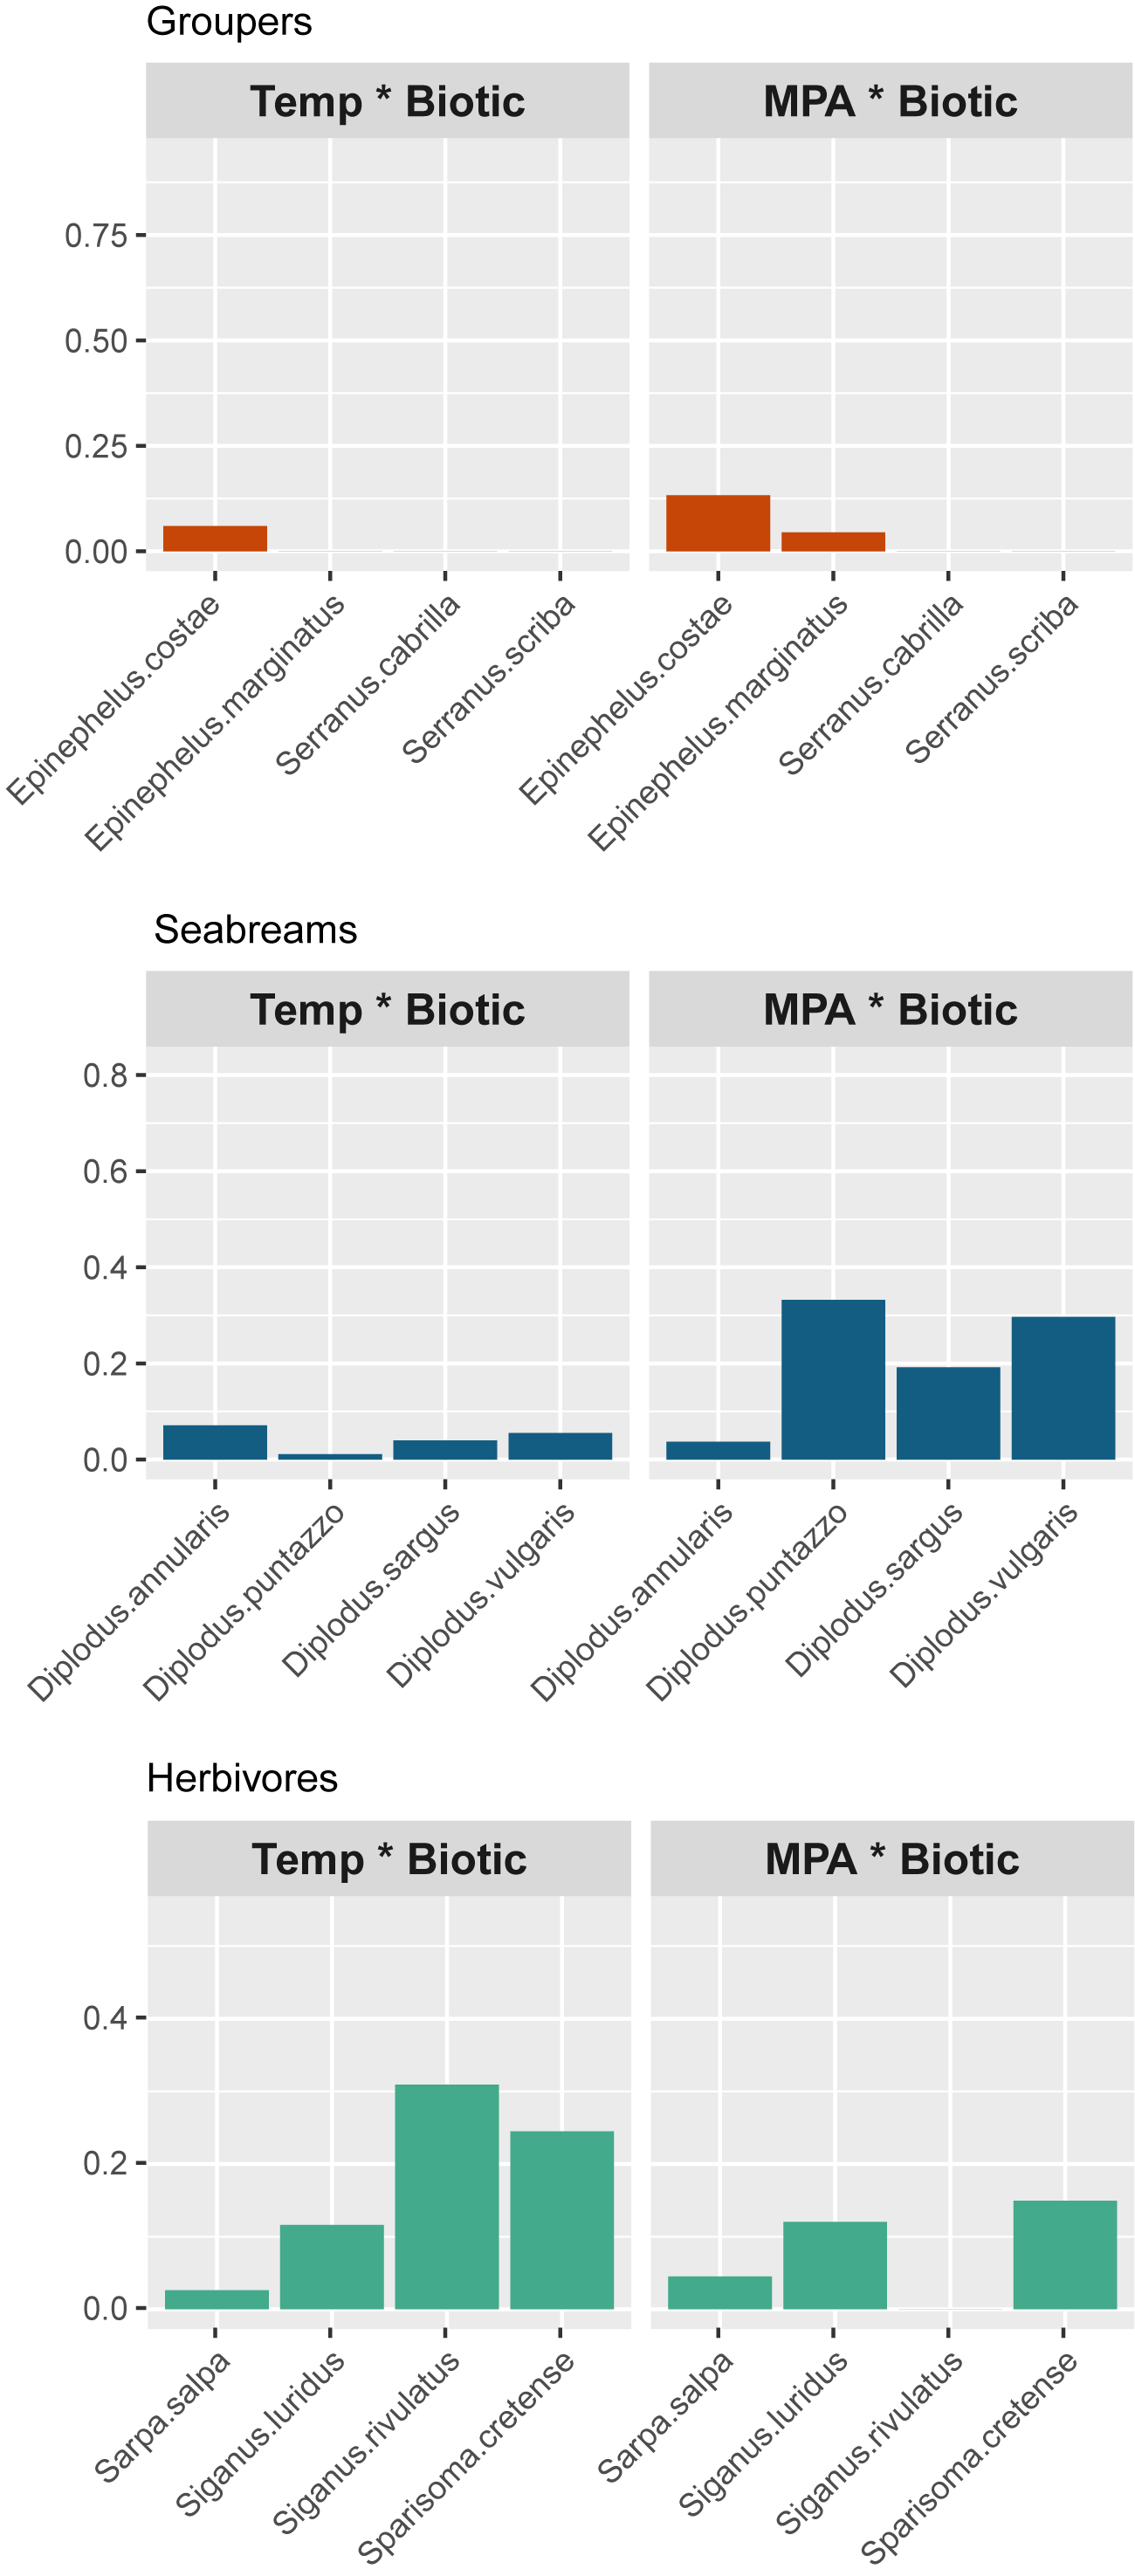 Groupers
Temp * Biotic
MPA * Biotic
0.75
0.50
0.25
0.00
Epinephelus.costae
Epinephelus.marginatus
Serranus.cabrilla
Serranus.scriba
Epinephelus.costae
Epinephelus.marginatus
Serranus.cabrilla
Serranus.scriba
Seabreams
Temp * Biotic
MPA * Biotic
0.8
0.6
0.4
0.2
0.0
Diplodus.annularis
Diplodus.puntazzo
Diplodus.sargus
Diplodus.vulgaris
Diplodus.annularis
Diplodus.puntazzo
Diplodus.sargus
Diplodus.vulgaris
Herbivores
Temp * Biotic
MPA * Biotic
0.4
0.2
0.0
Sarpa.salpa
Siganus.luridus
Siganus.rivulatus
Sparisoma.cretense
Sarpa.salpa
Siganus.luridus
Siganus.rivulatus
Sparisoma.cretense